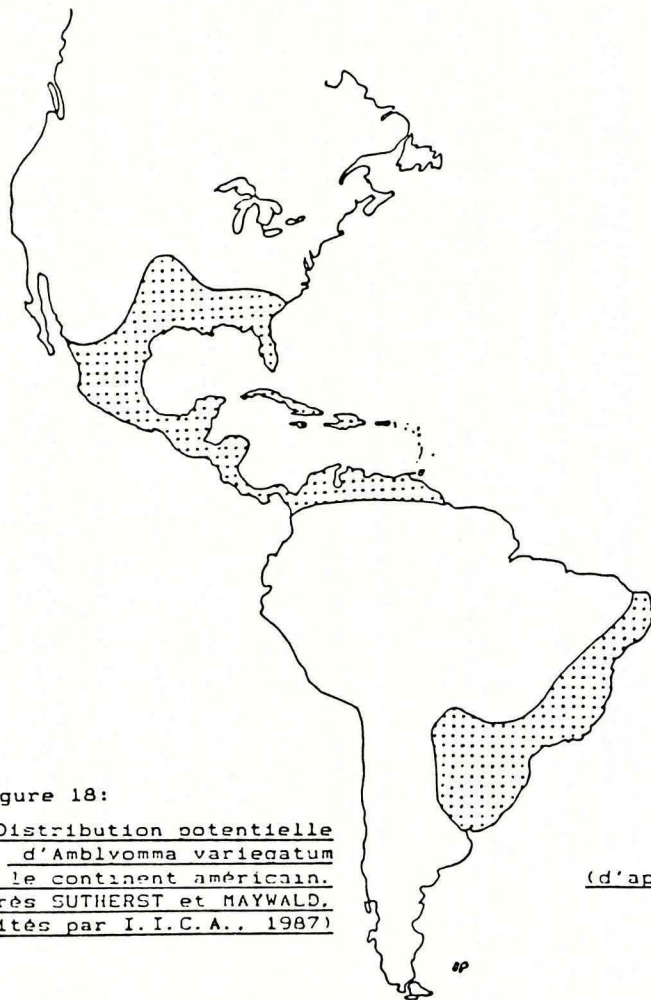 gure 18:
Distribution potentielle
d'Amblyomma variegatum
le continent américain.
rès SUTHERST et MAYWALD,
ités par I.I.C.A., 1987)
(d'ap